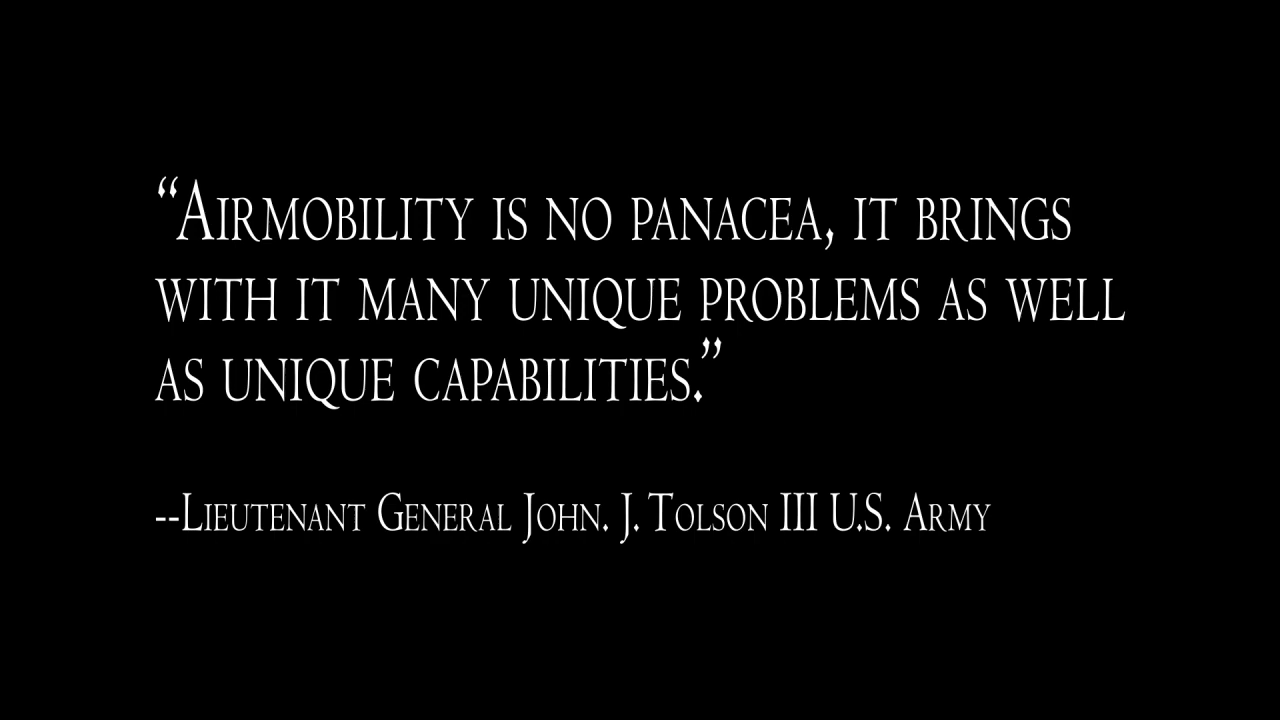 “Airmobility is no panacea, it brings
with it many unique problems as well
as unique capabilities.”
--Lieutenant General John. J. Tolson III U.S. Army